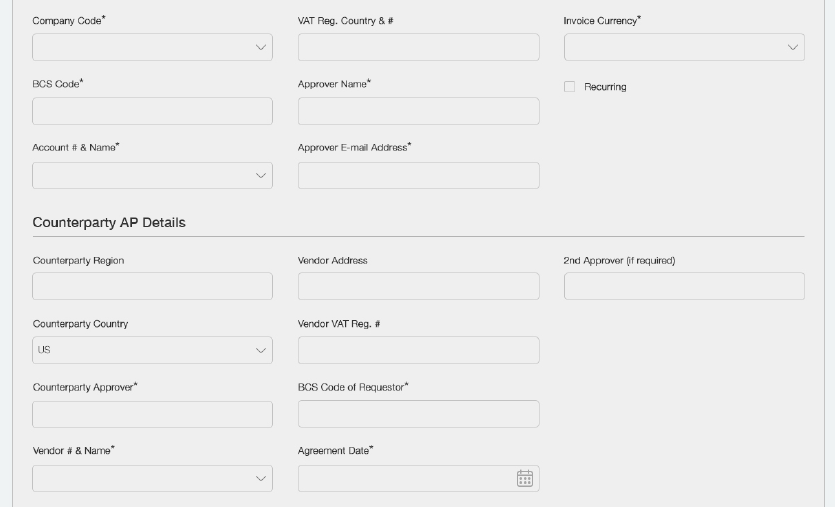 Company Code*
VAT Reg. Country & #
Invoice Currency*
BCS Code*
Approver Name*
Recurring
Account # & Name*
Approver E-mail Address*
Counterparty AP Details
Counterparty Region
Vendor Address
2nd Approver (if required)
Counterparty Country
Vendor VAT Reg. #
US
Counterparty Approver*
BCS Code of Requestor*
Vendor # & Name*
Agreement Date*